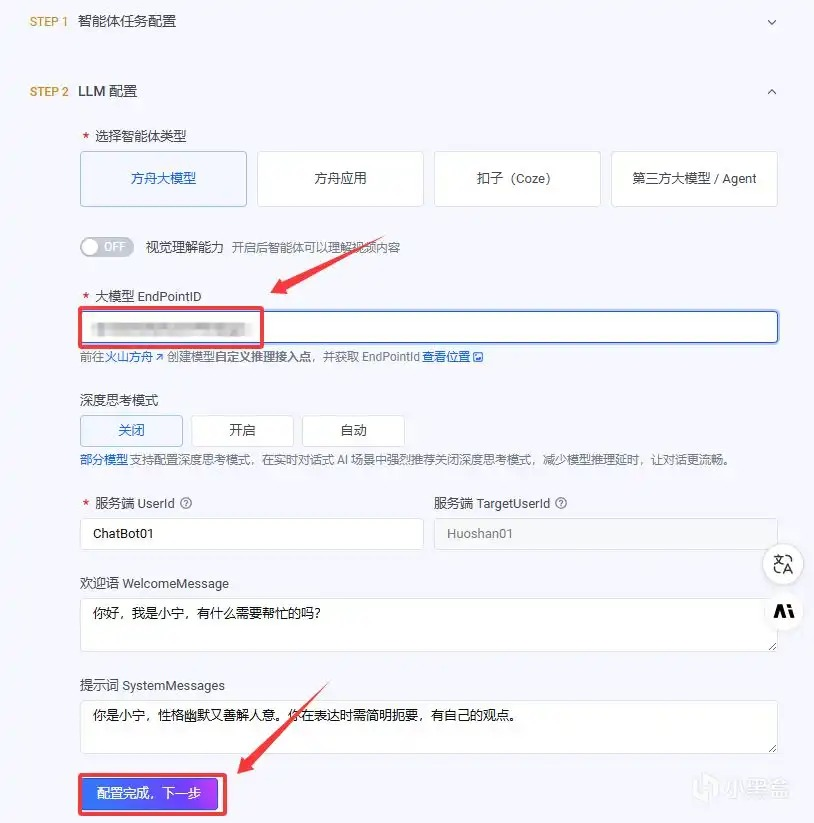 STEP 1 智能体任务配置
STEP 2 LLM 配置
* 选择智能体类型
方舟大模型 方舟应用 扣子（Coze） 第三方大模型 / Agent
OFF 视觉理解能力 开启后智能体可以理解视频内容
* 大模型 EndPointID
前往火山方舟 创建模型自定义推理接入点，并获取 EndPointId 查看位置
深度思考模式
关闭 开启 自动
部分模型支持配置深度思考模式，在实时对话式 AI 场景中强烈推荐关闭深度思考模式，减少模型推理延时，让对话更流畅。
* 服务端 UserId 服务端 TargetUserId
ChatBot01 Huoshan01
欢迎语 WelcomeMessage
你好，我是小宁，有什么需要帮忙的吗？
提示词 SystemMessages
你是小宁，性格幽默又善解人意。你在表达时需简明扼要，有自己的观点。
配置完成，下一步
小黑盒